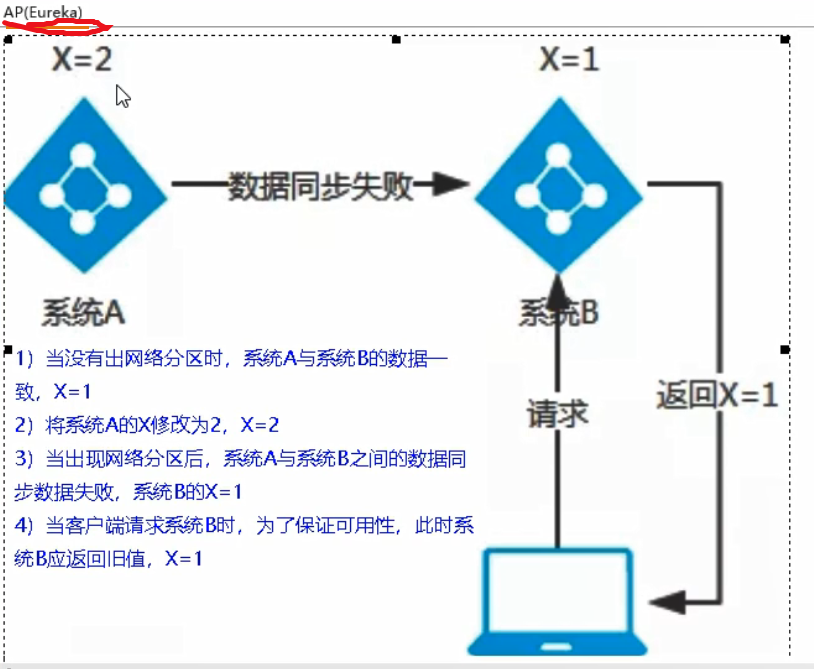 AP(Eureka)
X=2
X=1
数据同步失败
系统A
系统B
1）当没有出网络分区时，系统A与系统B的数据一
致，X=1
2）将系统A的X修改为2，X=2
3）当出现网络分区后，系统A与系统B之间的数据同
步数据失败，系统B的X=1
4）当客户端请求系统B时，为了保证可用性，此时系
统B应返回旧值，X=1
请求
返回X=1